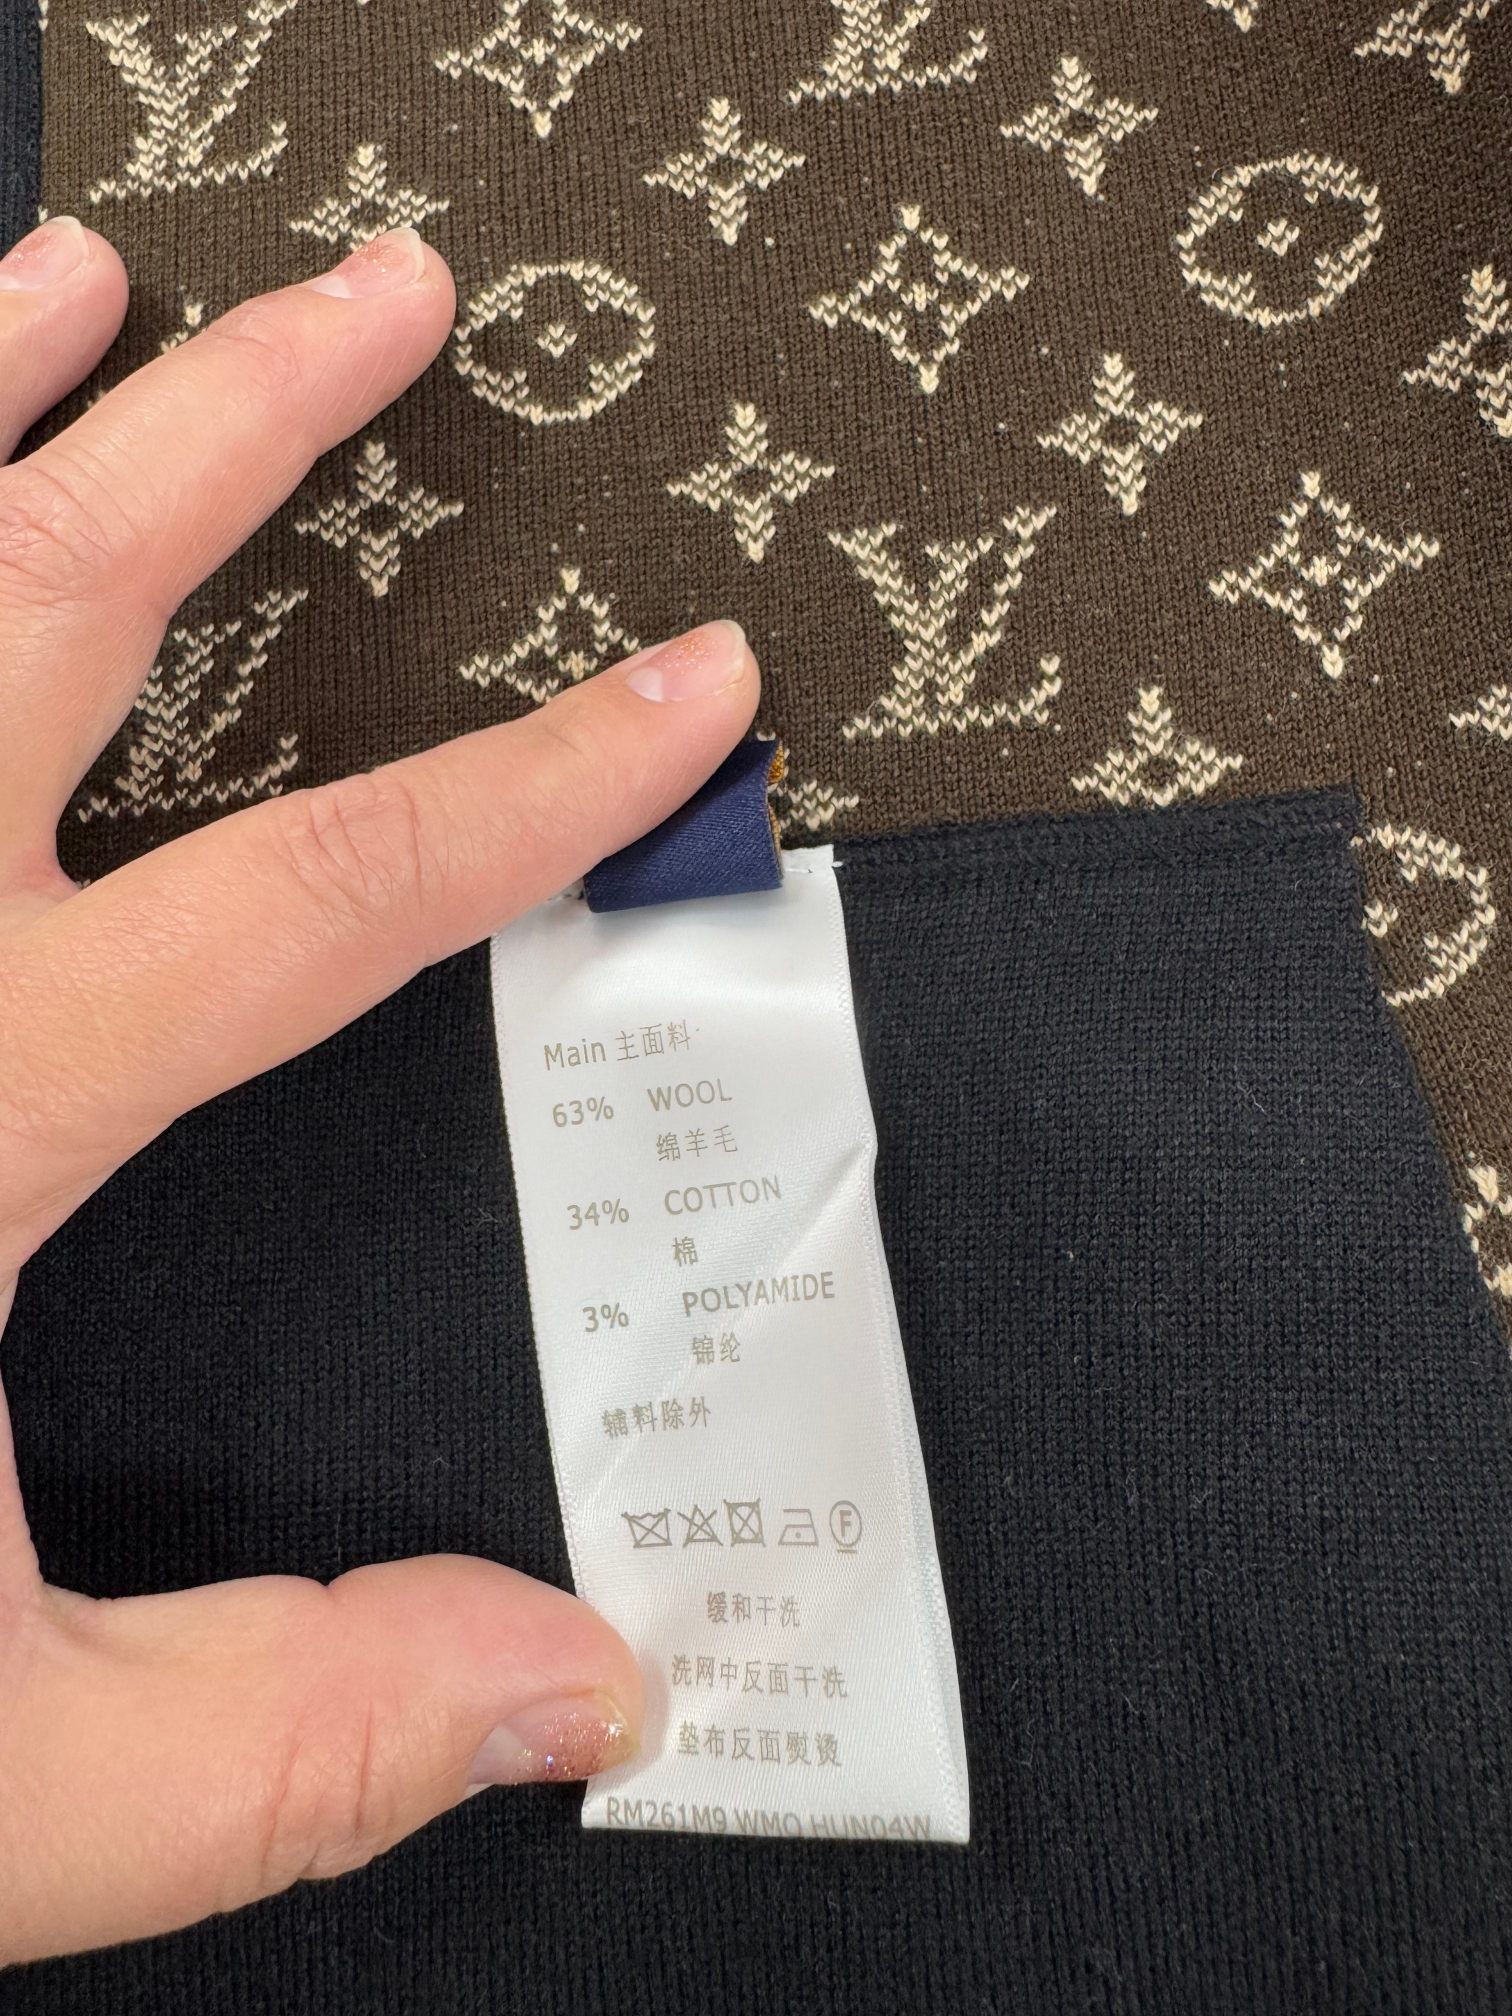 Main 主面料:
63% WOOL
绵羊毛
34% COTTON
棉
3% POLYAMIDE
锦纶
辅料除外
F
缓和干洗
洗网中反面干洗
垫布反面熨烫
RM261M9 WMQ HUN04W